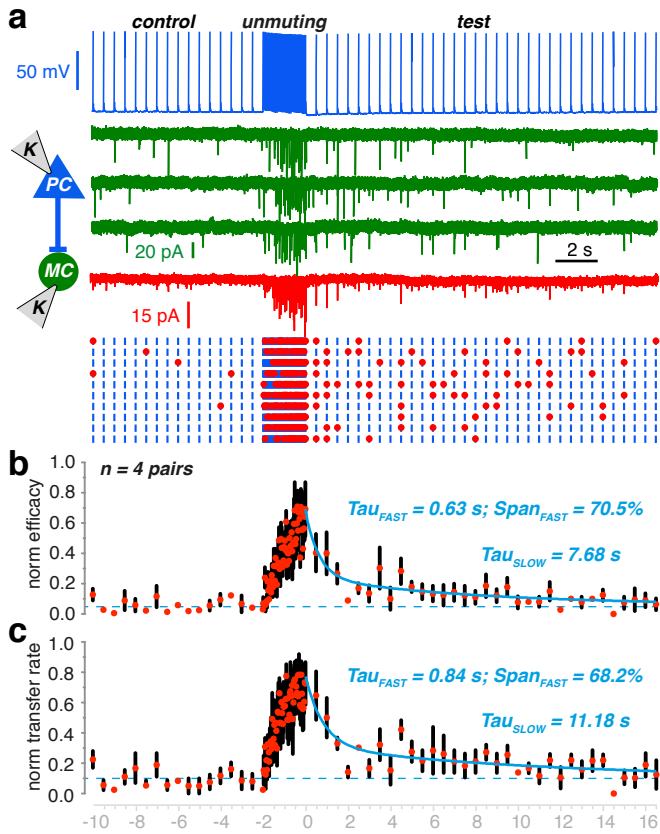 a
control unmuting test
50 mV
K
PC
20 pA
2 s
MC
K
15 pA
b
n = 4 pairs
norm efficacy
1.0
0.8
0.6
0.4
0.2
0.0
TauFAST = 0.63 s; SpanFAST = 70.5%
TauSLOW = 7.68 s
c
norm transfer rate
1.0
0.8
0.6
0.4
0.2
0.0
TauFAST = 0.84 s; SpanFAST = 68.2%
TauSLOW = 11.18 s
-10 -8 -6 -4 -2 0 2 4 6 8 10 12 14 16